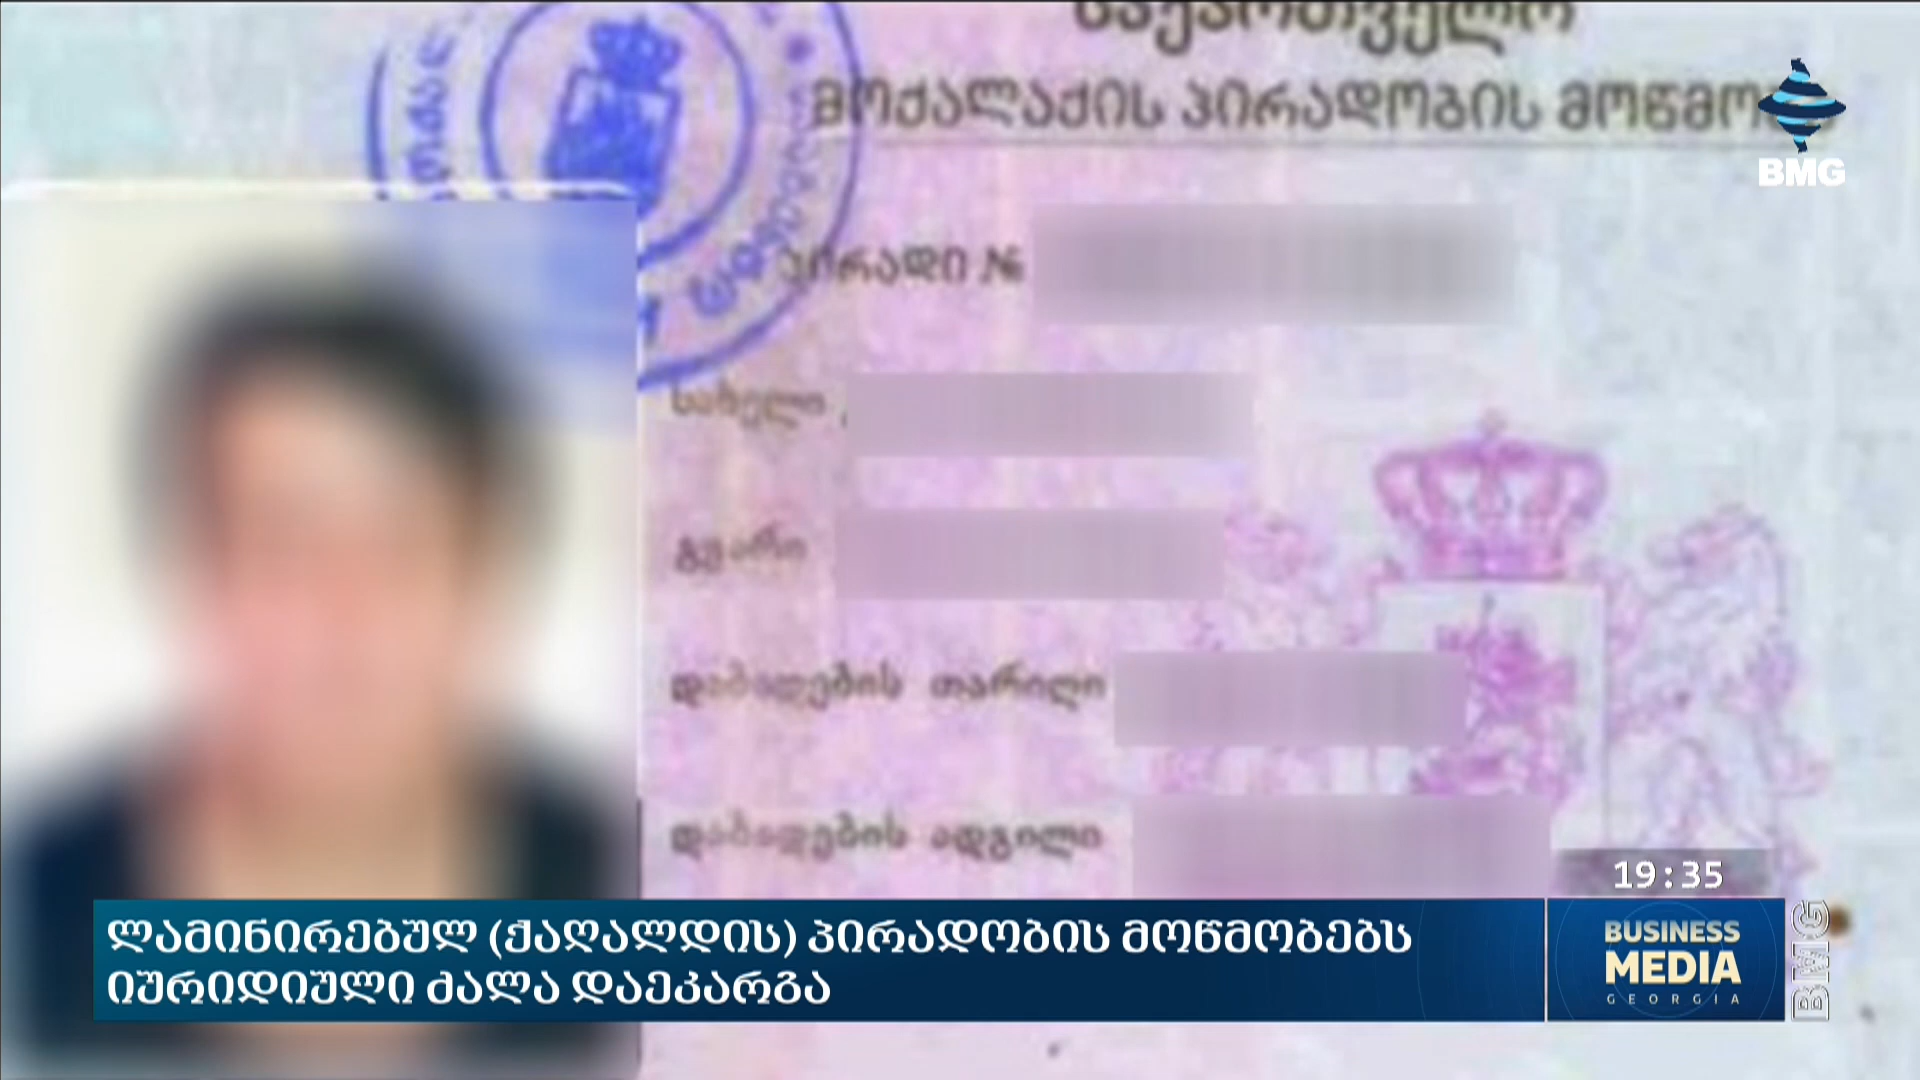 საქართველო
მოქალაქის პირადობის
BMG
პირადი №
სახელი
გვარი
დაბადების თარიღი
დაბადების ადგილი
19:35
ლამინირებულ (ქაღალდის) პირადობის მოწმობებს
იურიდიული ძალა დაეკარგა
BUSINESS
MEDIA
GEORGIA
BMG